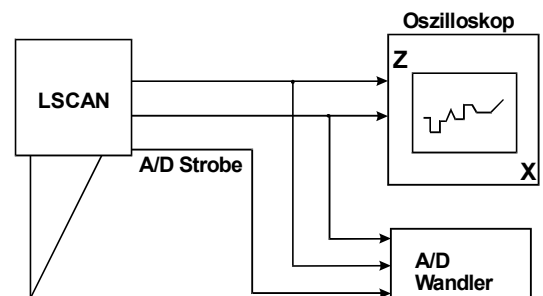 Oszilloskop
Z
LSCAN
A/D Strobe
X
A/D
Wandler